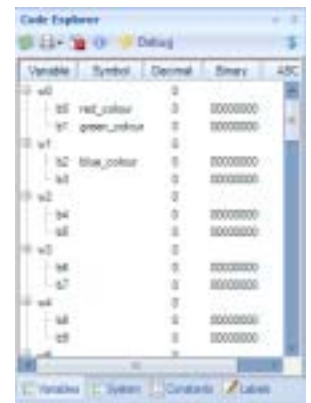 Code Explorer
Debug
Variable Symbol Decimal Binary ASC
w0 0
b0 red_colour 0 00000000
b1 green_colour 0 00000000
w1 0
b2 blue_colour 0 00000000
b3 0 00000000
w2 0
b4 0 00000000
b5 0 00000000
w3 0
b6 0 00000000
b7 0 00000000
w4 0
b8 0 00000000
b9 0 00000000
Variables System Constants Labels